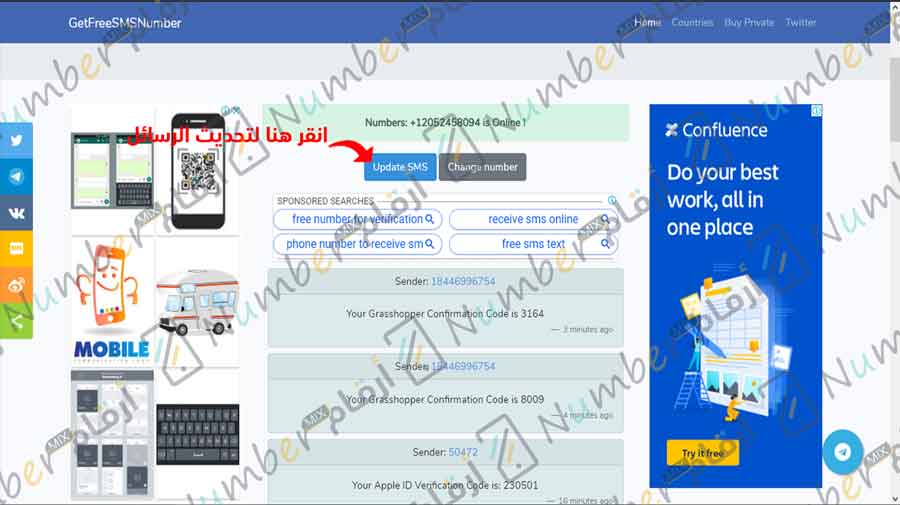 GetFreeSMSNumber
Home Countries Buy Private Twitter
Numbers: +12052458094 is Online !
انقر هنا لتحديث الرسائل
Update SMS Change number
SPONSORED SEARCHES
free number for verification receive sms online
phone number to receive sm free sms text
Sender: 18446996754
Your Grasshopper Confirmation Code is 3164
— 3 minutes ago
Sender: 18446996754
Your Grasshopper Confirmation Code is 8009
— 4 minutes ago
Sender: 50472
Your Apple ID Verification Code is: 230501
— 16 minutes ago
MOBILE
Confluence
Do your best
work, all in
one place
Try it free
Number
MIX
أرقام